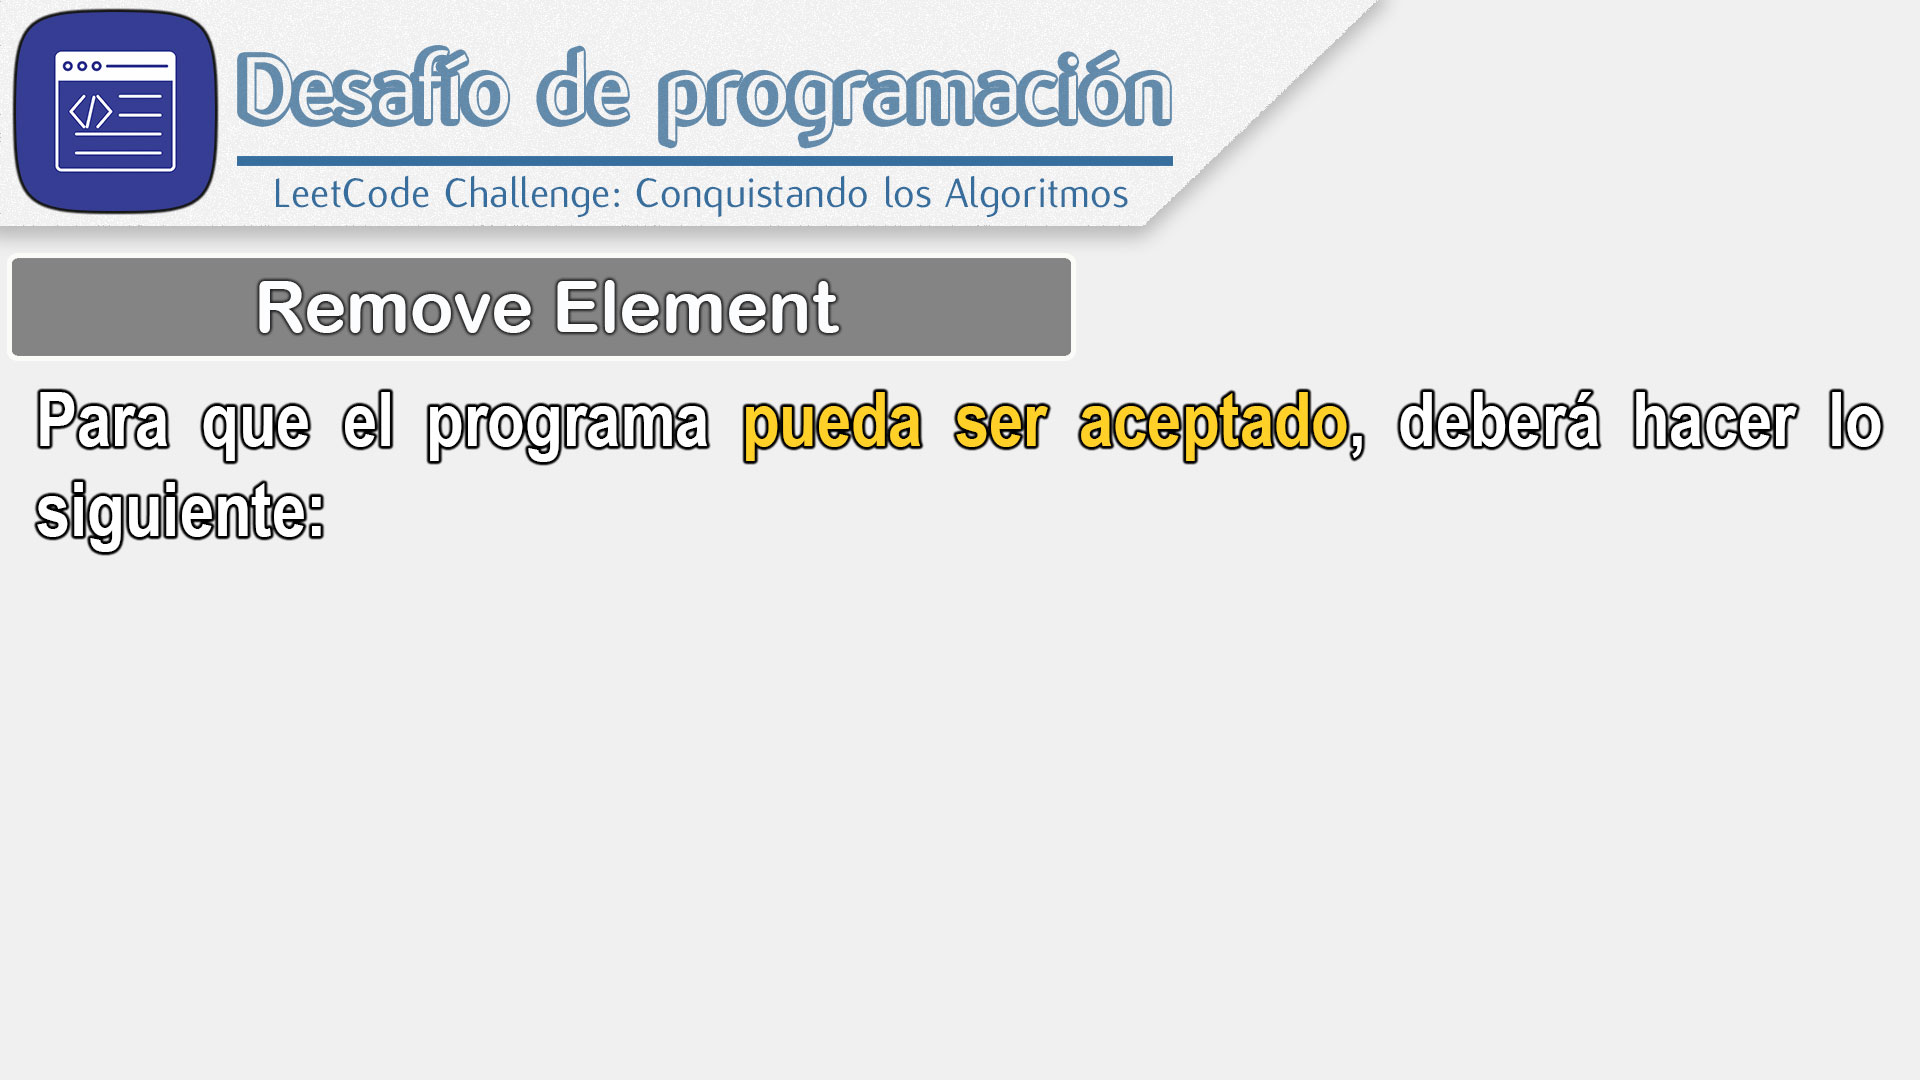 Desafío de programación
LeetCode Challenge: Conquistando los Algoritmos
Remove Element
Para que el programa pueda ser aceptado, deberá hacer lo
siguiente: